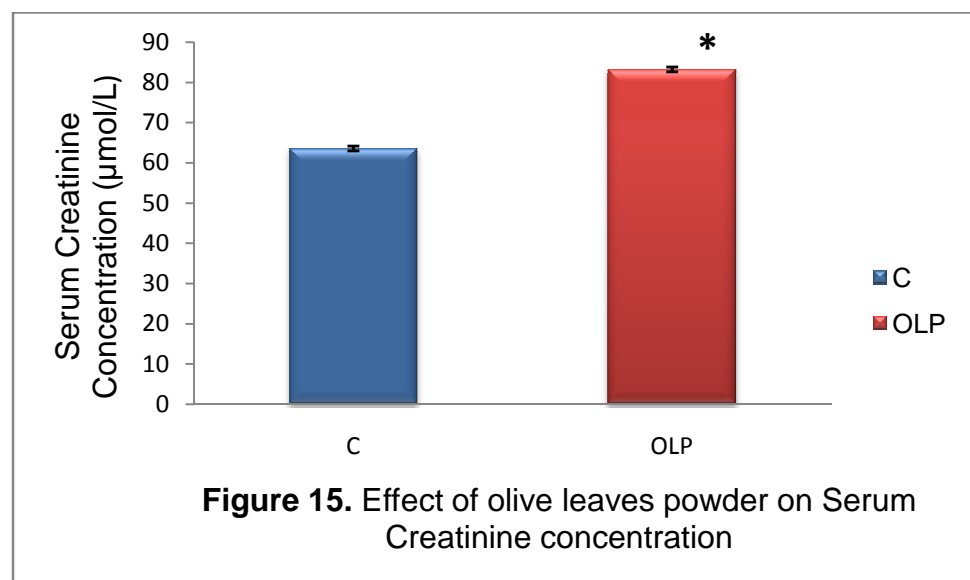 90
80
70
60
50
40
30
20
10
0
Serum Creatinine
Concentration (µmol/L)
*
C
OLP
C
OLP
Figure 15. Effect of olive leaves powder on Serum
Creatinine concentration